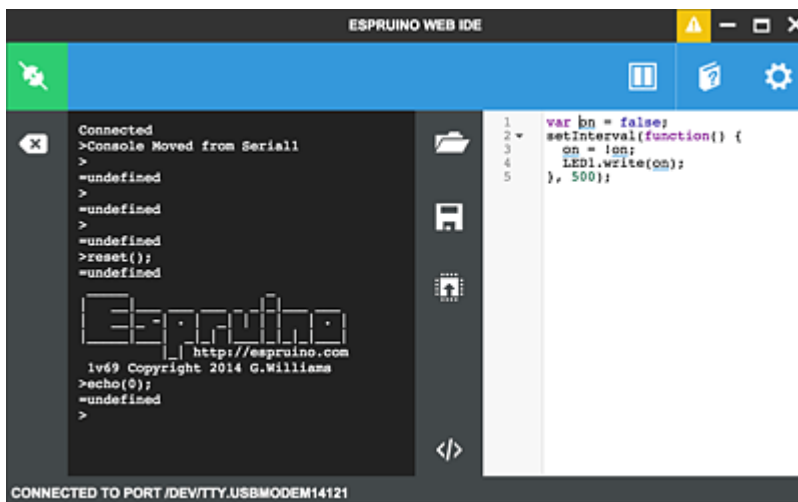 ESPRUINO WEB IDE
Connected
>Console Moved from Serial1
>
=undefined
>
=undefined
>
=undefined
>reset();
=undefined
Espruino
http://espruino.com
1v69 Copyright 2014 G.Williams
>echo(0);
=undefined
>
1 var on = false;
2 setInterval(function() {
3 on = !on;
4 LED1.write(on);
5 }, 500);
CONNECTED TO PORT /DEV/TTY.USBMODEM14121